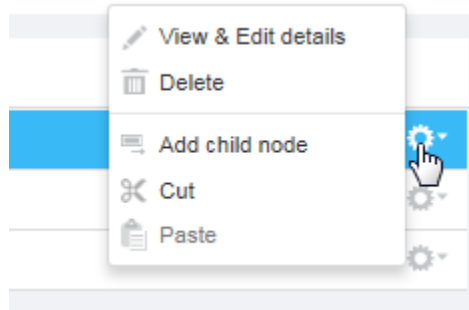 View & Edit details
Delete
Add child node
Cut
Paste